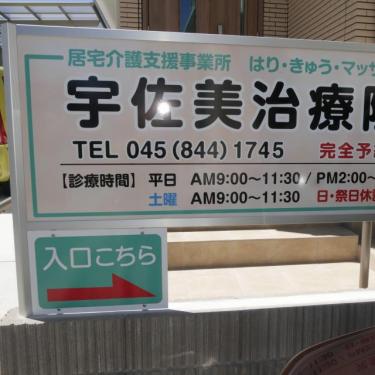 居宅介護支援事業所 はり・きゅう・マッサ
宇佐美治療院
TEL 045(844)1745 完全予
【診療時間】 平日 AM9:00～11:30 / PM2:00～
土曜 AM9:00～11:30 日・祭日休
入口こちら